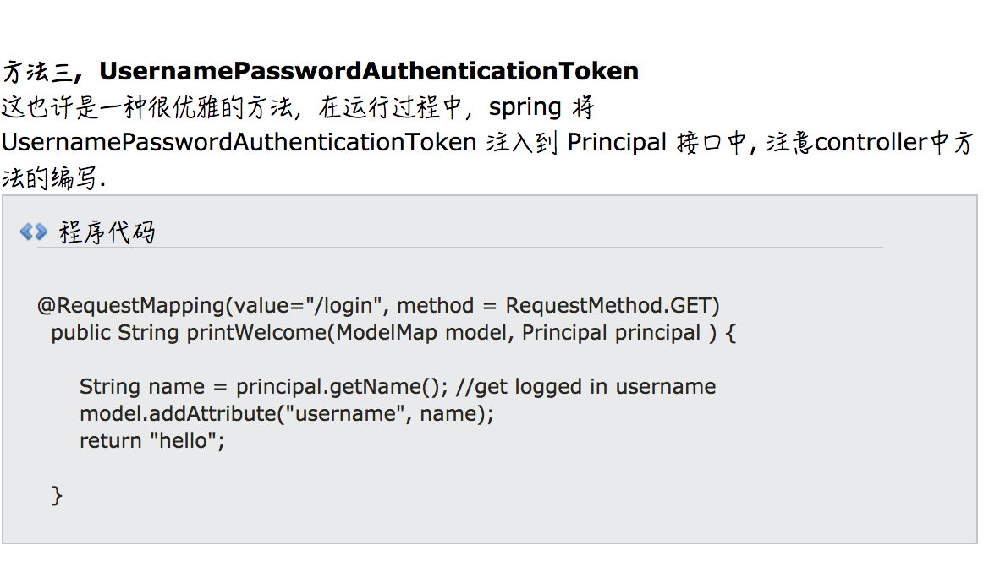 方法三，UsernamePasswordAuthenticationToken
这也许是一种很优雅的方法，在运行过程中，spring 将
UsernamePasswordAuthenticationToken 注入到 Principal 接口中, 注意controller中方
法的编写.
程序代码
@RequestMapping(value="/login", method = RequestMethod.GET)
public String printWelcome(ModelMap model, Principal principal ) {
String name = principal.getName(); //get logged in username
model.addAttribute("username", name);
return "hello";
}